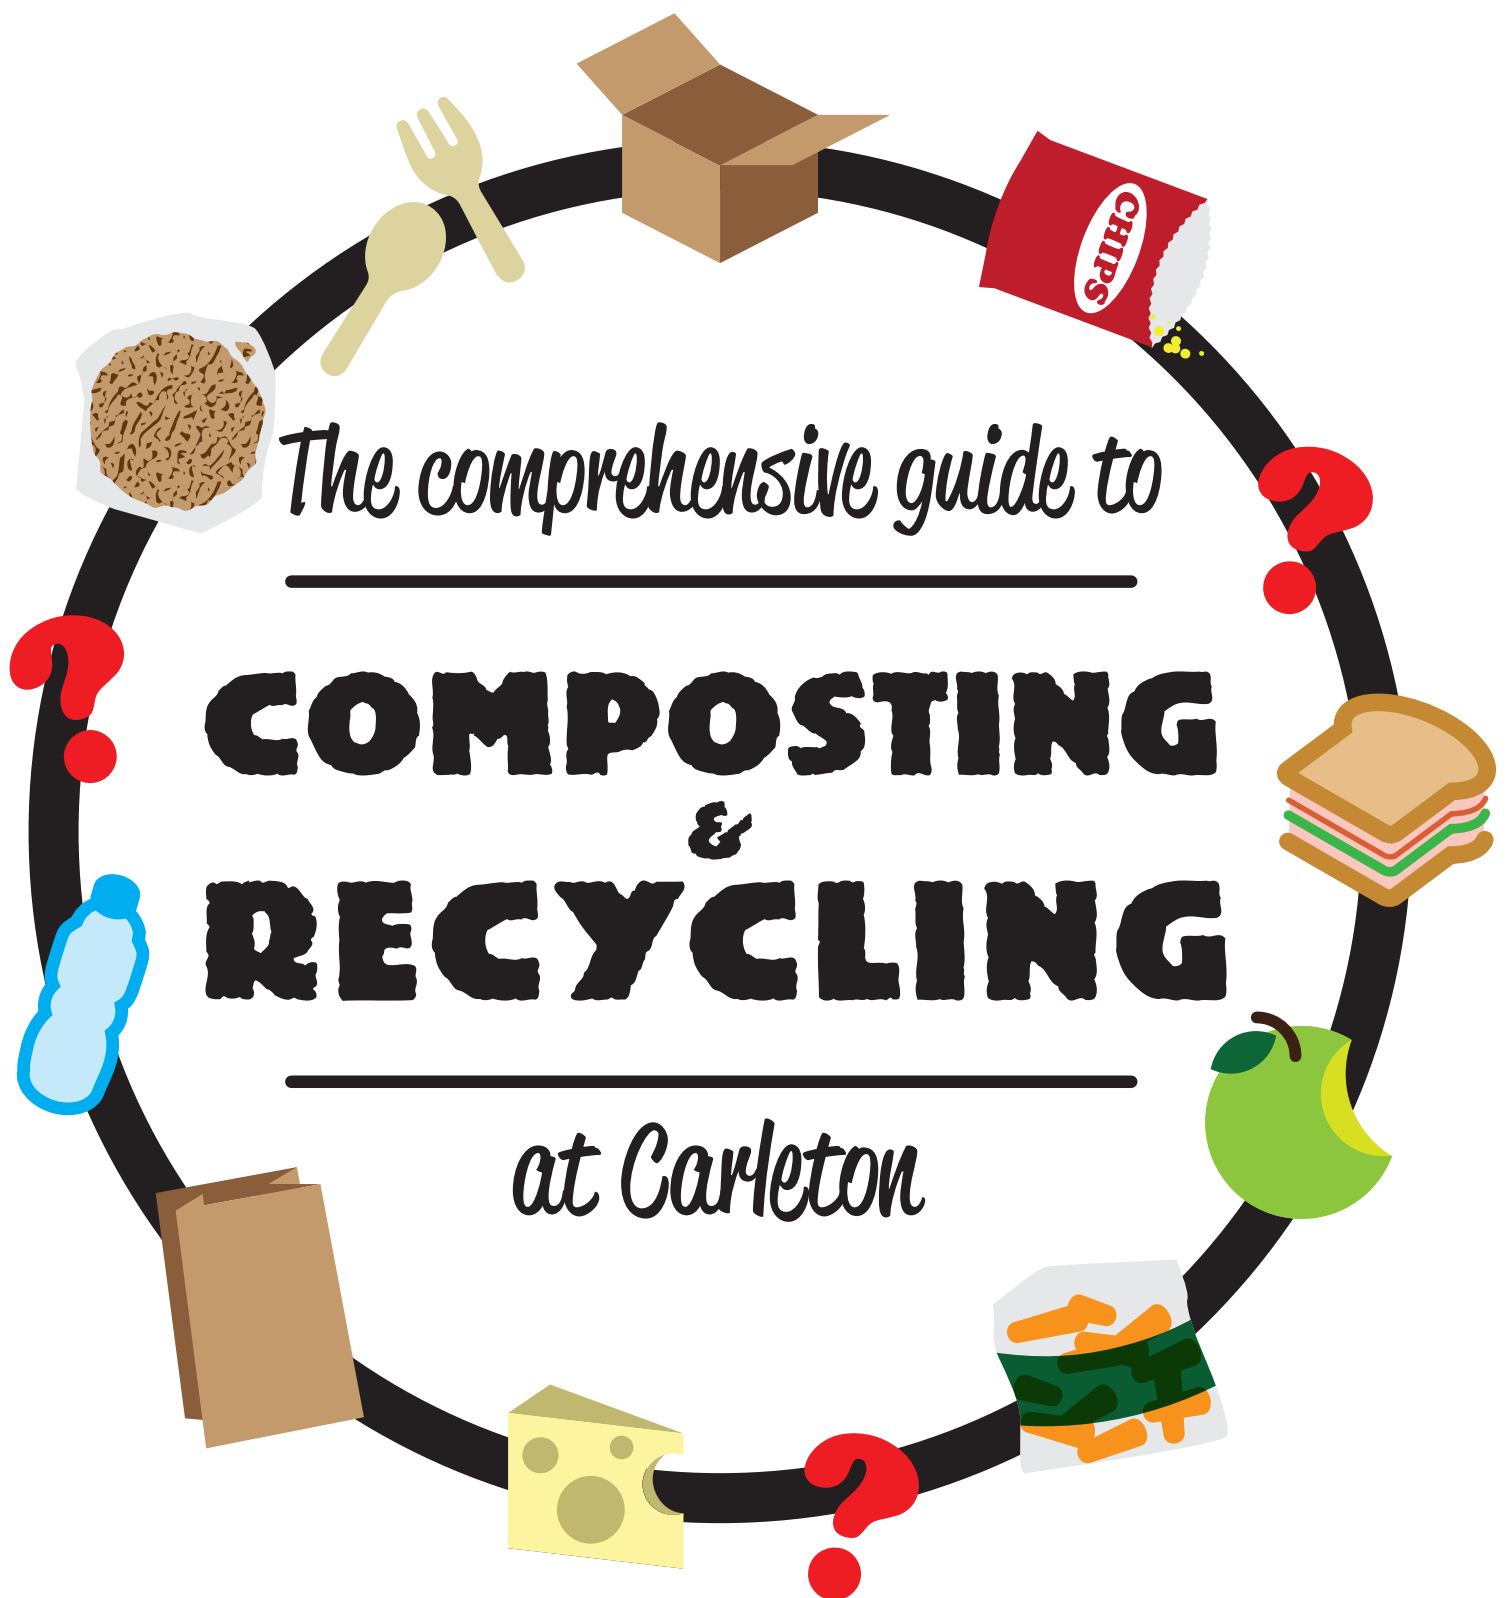 CHIPS
The comprehensive guide to
COMPOSTING
&
RECYCLING
at Carleton
?
?
?